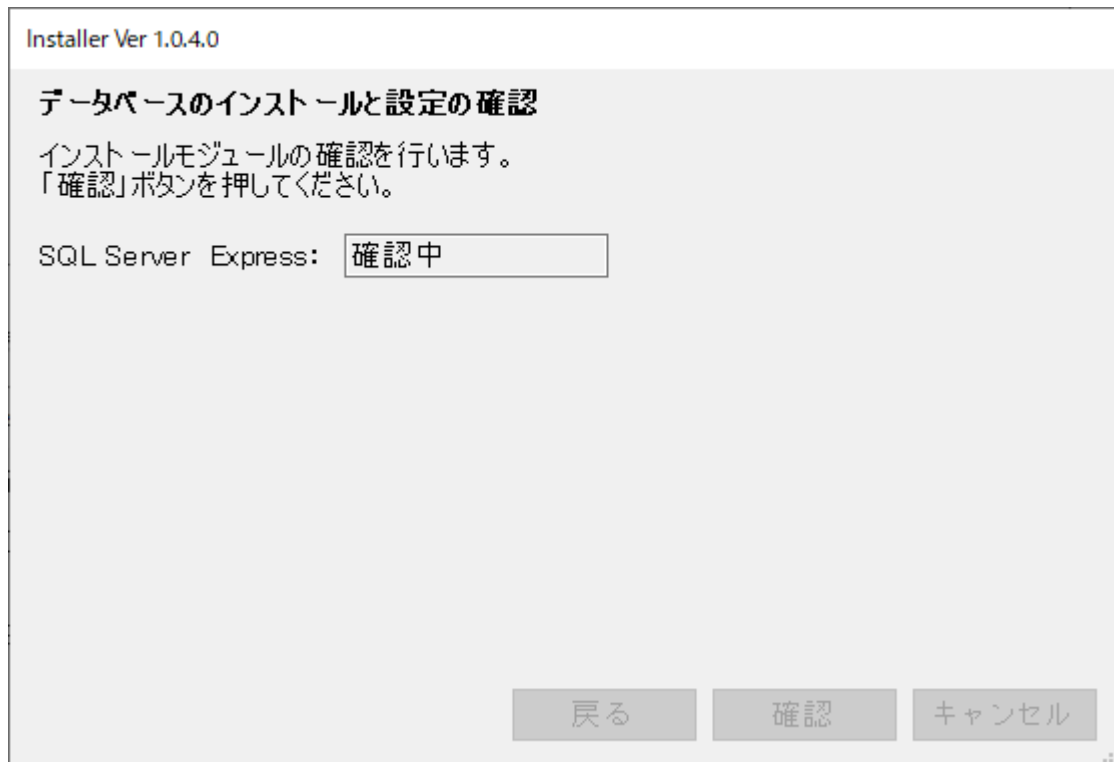 Installer Ver 1.0.4.0
データベースのインストールと設定の確認
インストールモジュールの確認を行います。
「確認」ボタンを押してください。
SQL Server Express: 確認中
戻る 確認 キャンセル